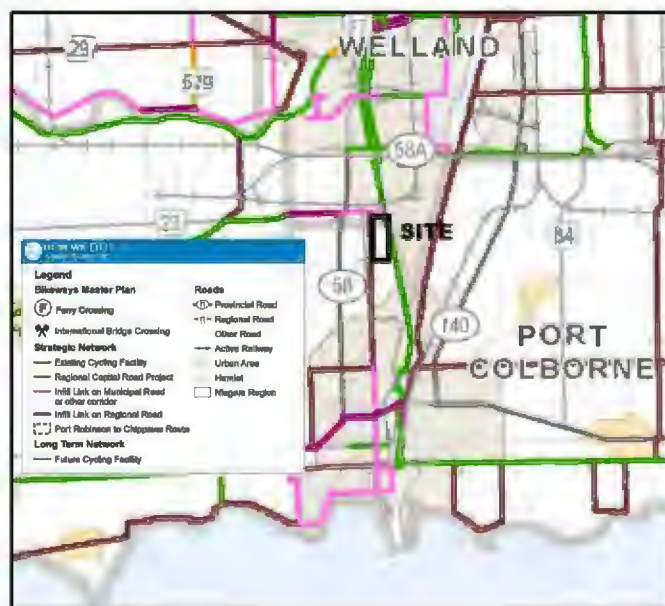 29
WELLAND
529
58A
23
SITE
84
58
140
PORT
COLBORNE
Legend
Bikeways Master Plan
Ferry Crossing
International Bridge Crossing
Strategic Network
Existing Cycling Facility
Regional Capital Road Project
Infill Link on Municipal Road
or other corridor
Infill Link on Regional Road
Port Robinson to Chippawa Route
Long Term Network
Future Cycling Facility
Roads
Provincial Road
Regional Road
Other Road
Active Railway
Urban Area
Hamlet
Niagara Region